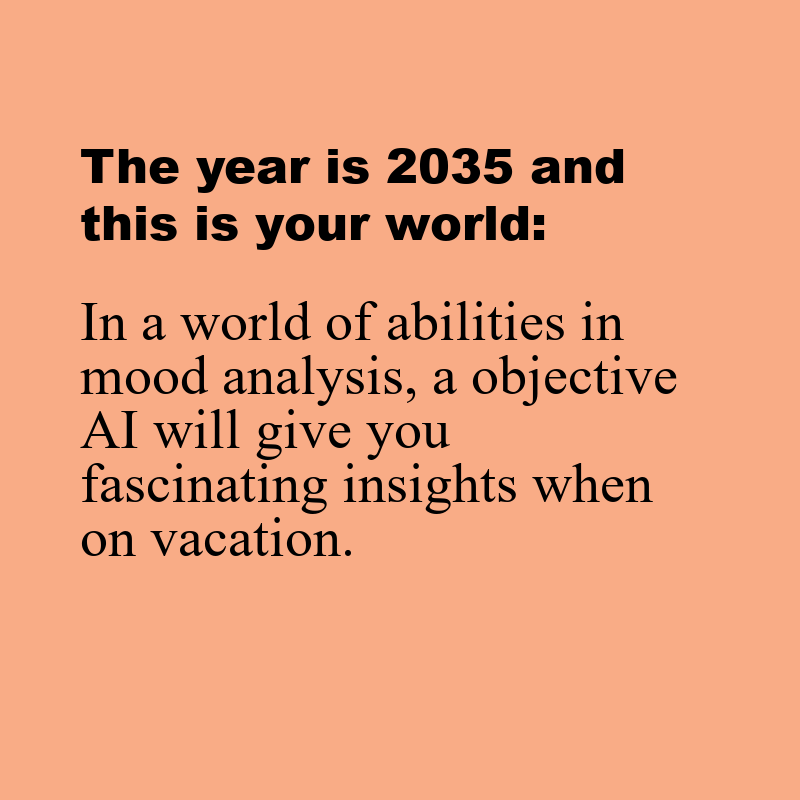 The year is 2035 and
this is your world:
In a world of abilities in
mood analysis, a objective
AI will give you
fascinating insights when
on vacation.